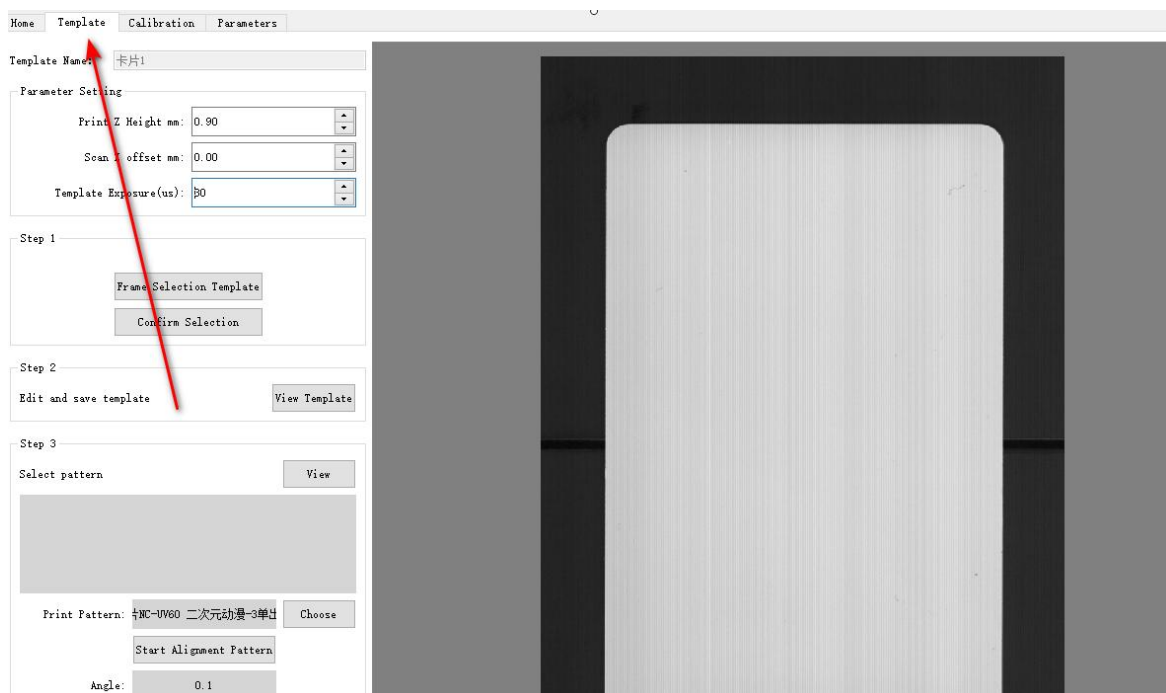 Home Template Calibration Parameters
Template Name: 卡片1
Parameter Setting
Print Z Height mm: 0.90
Scan offset mm: 0.00
Template Exposure(us): 30
Step 1
Frame Selection Template
Confirm Selection
Step 2
Edit and save template View Template
Step 3
Select pattern View
Print Pattern: NC-UV60 二次元动漫-3单出 Choose
Start Alignment Pattern
Angle: 0.1